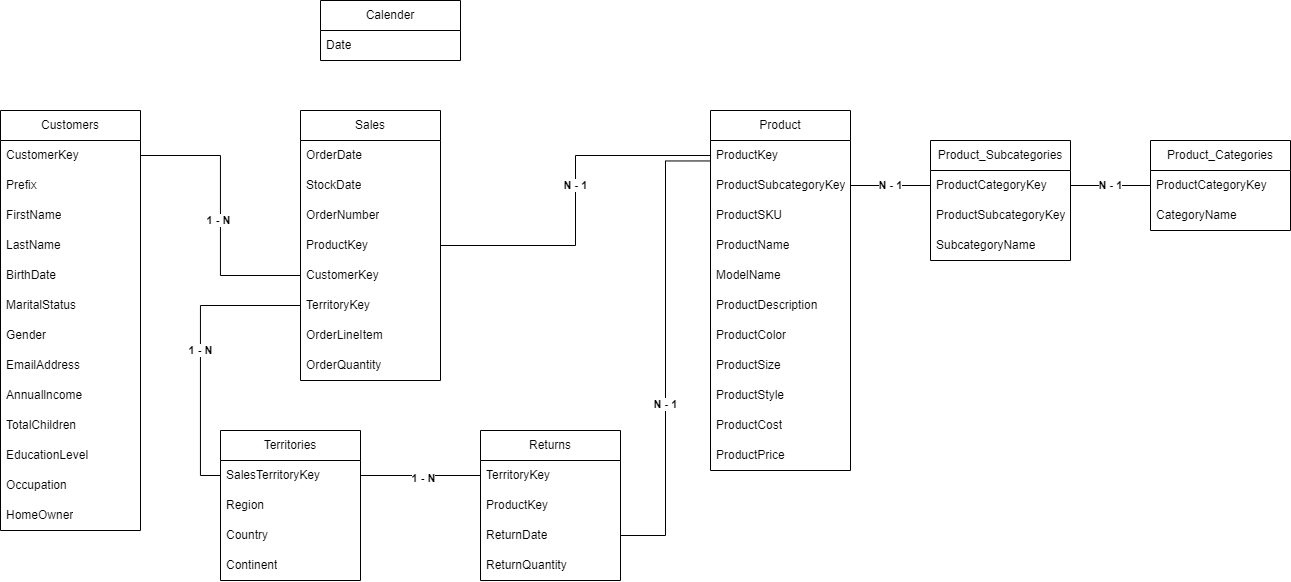 Calender
Date
Customers
CustomerKey
Prefix
FirstName
LastName
BirthDate
MaritalStatus
Gender
EmailAddress
AnnualIncome
TotalChildren
EducationLevel
Occupation
HomeOwner
1 - N
Sales
OrderDate
StockDate
OrderNumber
ProductKey
CustomerKey
TerritoryKey
OrderLineItem
OrderQuantity
1 - N
N - 1
Product
ProductKey
ProductSubcategoryKey
ProductSKU
ProductName
ModelName
ProductDescription
ProductColor
ProductSize
ProductStyle
ProductCost
ProductPrice
N - 1
Product_Subcategories
ProductCategoryKey
ProductSubcategoryKey
SubcategoryName
N - 1
Product_Categories
ProductCategoryKey
CategoryName
Territories
SalesTerritoryKey
Region
Country
Continent
1 - N
Returns
TerritoryKey
ProductKey
ReturnDate
ReturnQuantity
N - 1